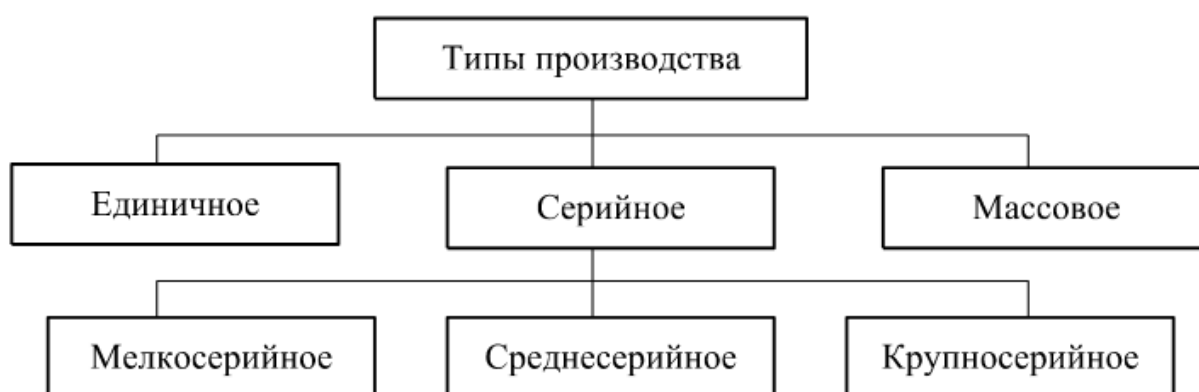 Типы производства
Единичное
Серийное
Массовое
Мелкосерийное
Среднесерийное
Крупносерийное